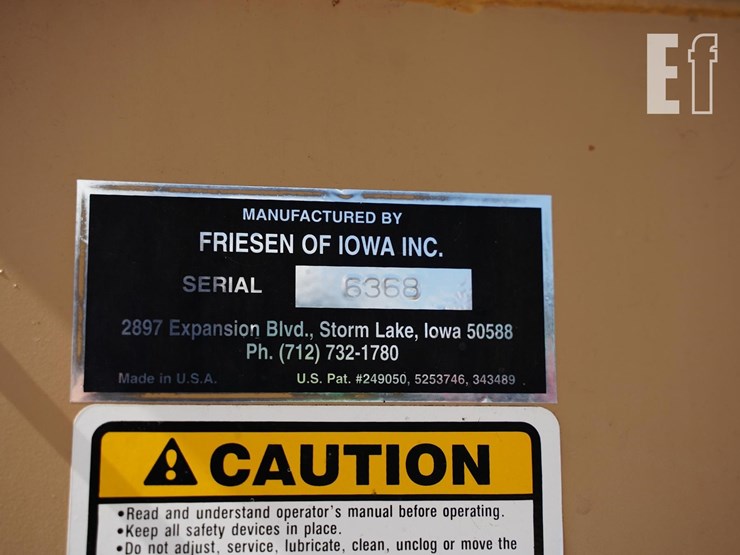 Ef
MANUFACTURED BY
FRIESEN OF IOWA INC.
SERIAL 6368
2897 Expansion Blvd., Storm Lake, Iowa 50588
Ph. (712) 732-1780
Made in U.S.A. U.S. Pat. #249050, 5253746, 343489
CAUTION
•Read and understand operator's manual before operating.
•Keep all safety devices in place.
•Do not adjust, service, lubricate, clean, unclog or move the